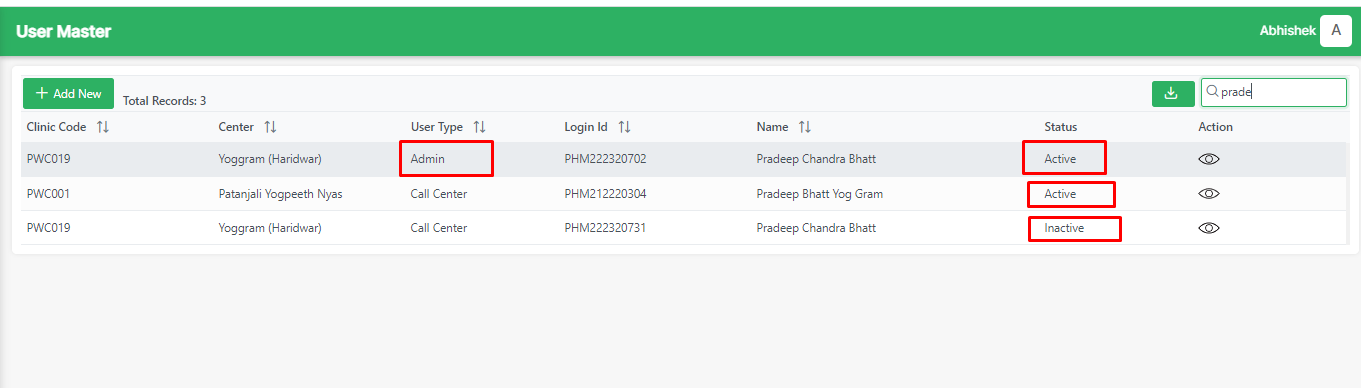 User Master
Abhishek A
Add New Total Records: 3 prade
Clinic Code Center User Type Login Id Name Status Action
PWC019 Yoggram (Haridwar) Admin PHM222320702 Pradeep Chandra Bhatt Active
PWC001 Patanjali Yogpeeth Nyas Call Center PHM212220304 Pradeep Bhatt Yog Gram Active
PWC019 Yoggram (Haridwar) Call Center PHM222320731 Pradeep Chandra Bhatt Inactive